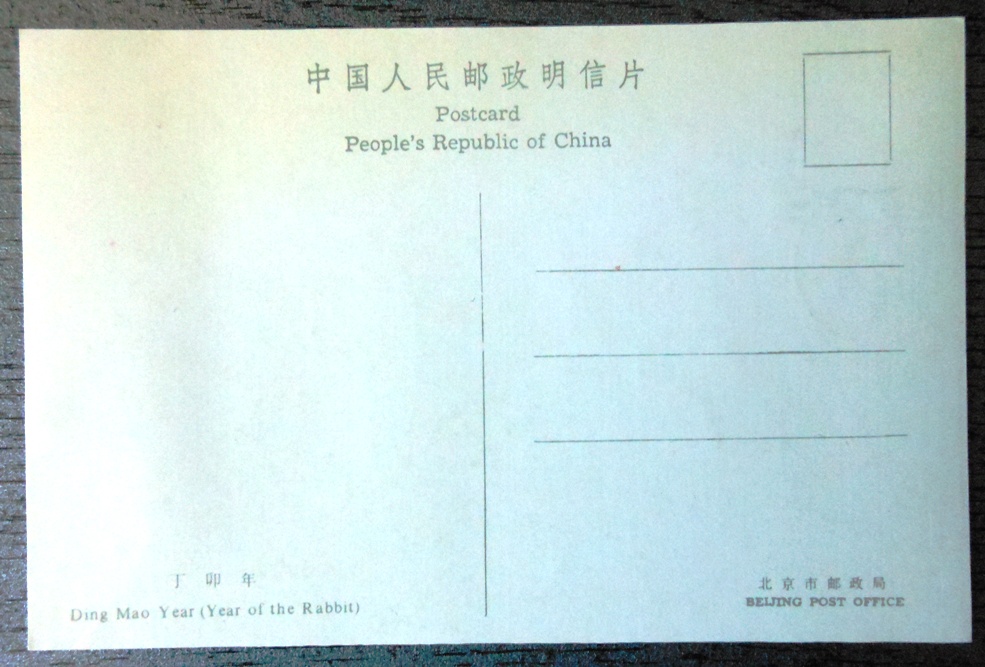 中国人民邮政明信片
Postcard
People's Republic of China
丁卯年
Ding Mao Year (Year of the Rabbit)
北京市邮政局
BEIJING POST OFFICE